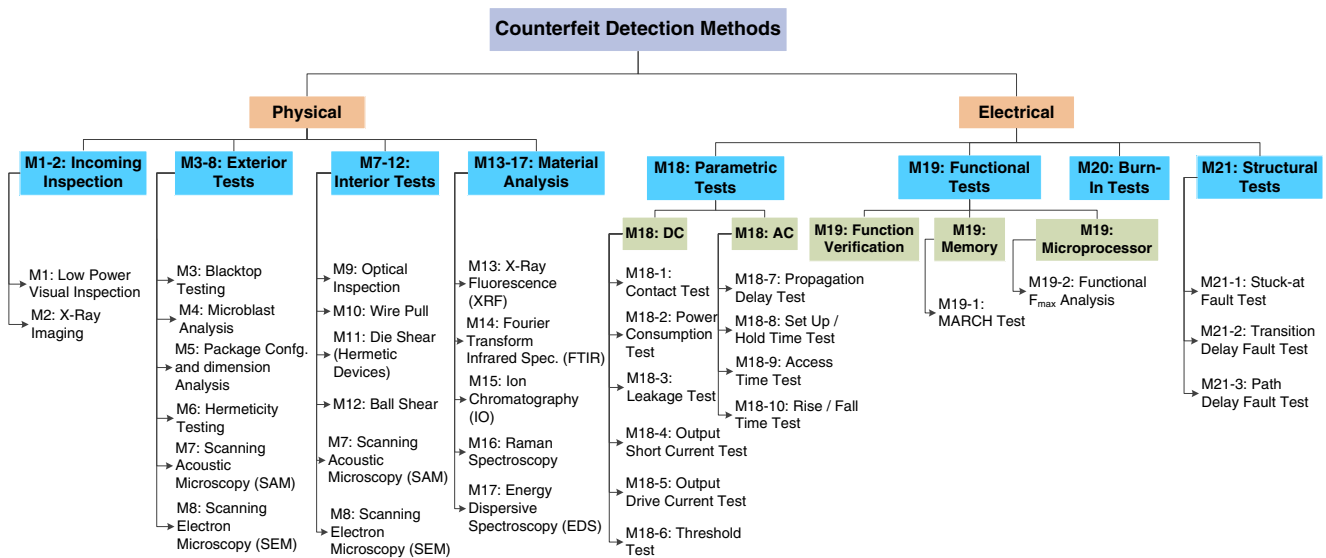 Counterfeit Detection Methods
Physical
Electrical
M1-2: Incoming
Inspection
M3-8: Exterior
Tests
M7-12:
Interior Tests
M13-17: Material
Analysis
M18: Parametric
Tests
M19: Functional
Tests
M20: Burn-
In Tests
M21: Structural
Tests
M1: Low Power
Visual Inspection
M2: X-Ray
Imaging
M3: Blacktop
Testing
M4: Microblast
Analysis
M5: Package Confg.
and dimension
Analysis
M6: Hermeticity
Testing
M7: Scanning
Acoustic
Microscopy (SAM)
M8: Scanning
Electron
Microscopy (SEM)
M9: Optical
Inspection
M10: Wire Pull
M11: Die Shear
(Hermetic
Devices)
M12: Ball Shear
M7: Scanning
Acoustic
Microscopy (SAM)
M8: Scanning
Electron
Microscopy (SEM)
M13: X-Ray
Fluorescence
(XRF)
M14: Fourier
Transform
Infrared Spec. (FTIR)
M15: Ion
Chromatography
(IO)
M16: Raman
Spectroscopy
M17: Energy
Dispersive
Spectroscopy (EDS)
M18: DC
M18-1:
Contact Test
M18-2: Power
Consumption
Test
M18-3:
Leakage Test
M18-4: Output
Short Current Test
M18-5: Output
Drive Current Test
M18-6: Threshold
Test
M18: AC
M18-7: Propagation
Delay Test
M18-8: Set Up /
Hold Time Test
M18-9: Access
Time Test
M18-10: Rise / Fall
Time Test
M19: Function
Verification
M19:
Memory
M19-1:
MARCH Test
M19:
Microprocessor
M19-2: Functional
Fmax Analysis
M21-1: Stuck-at
Fault Test
M21-2: Transition
Delay Fault Test
M21-3: Path
Delay Fault Test